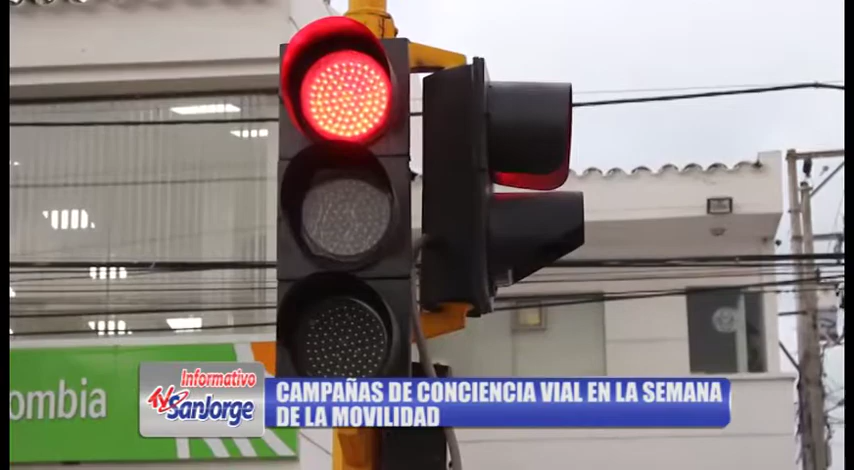 ombia
Informativo
TV SanJorge
CAMPAÑAS DE CONCIENCIA VIAL EN LA SEMANA
DE LA MOVILIDAD